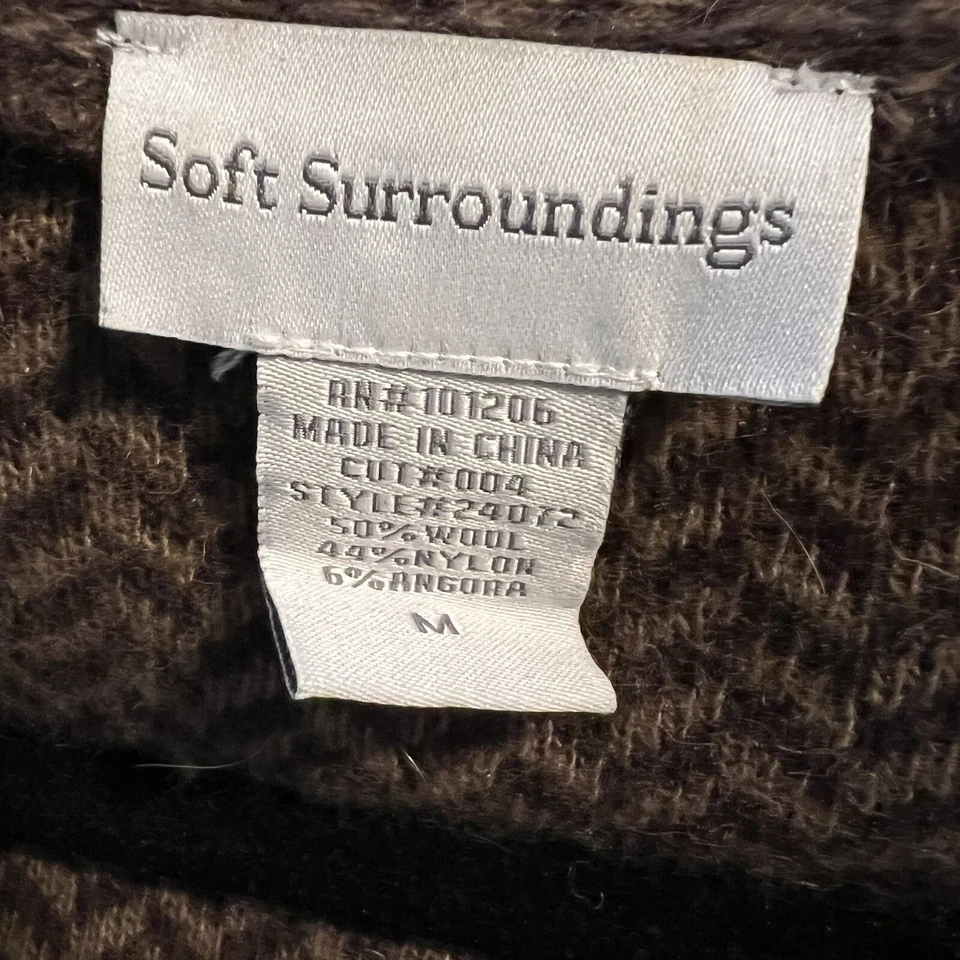 Soft Surroundings
RN#101206
MADE IN CHINA
CUT#004
STYLE#24072
50%WOOL
44%NYLON
6%ANGORA
M